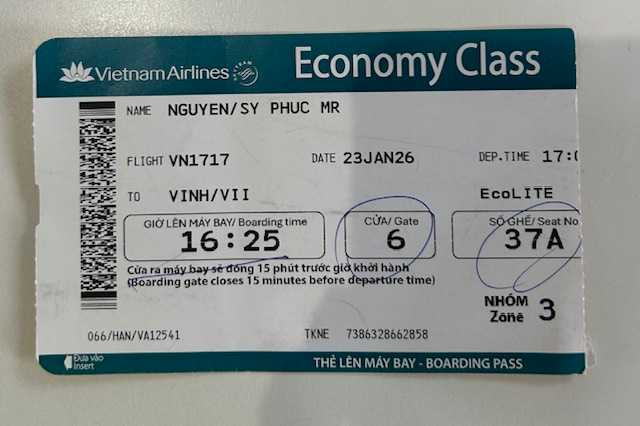 Vietnam Airlines Economy Class
NAME NGUYEN/SY PHUC MR
FLIGHT VN1717 DATE 23JAN26 DEP.TIME
TO VINH/VII EcoLITE
GIỜ LÊN MÁY BAY/ Boarding time CỬA/ Gate SỐ GHẾ/ Seat No
16:25 6 37A
Cửa ra máy bay sẽ đóng 15 phút trước giờ khởi hành
(Boarding gate closes 15 minutes before departure time)
NHÓM
Zone 3
066/HAN/VA12541 TKNE 7386328662858
Đưa vào
Insert
THẺ LÊN MÁY BAY - BOARDING PASS